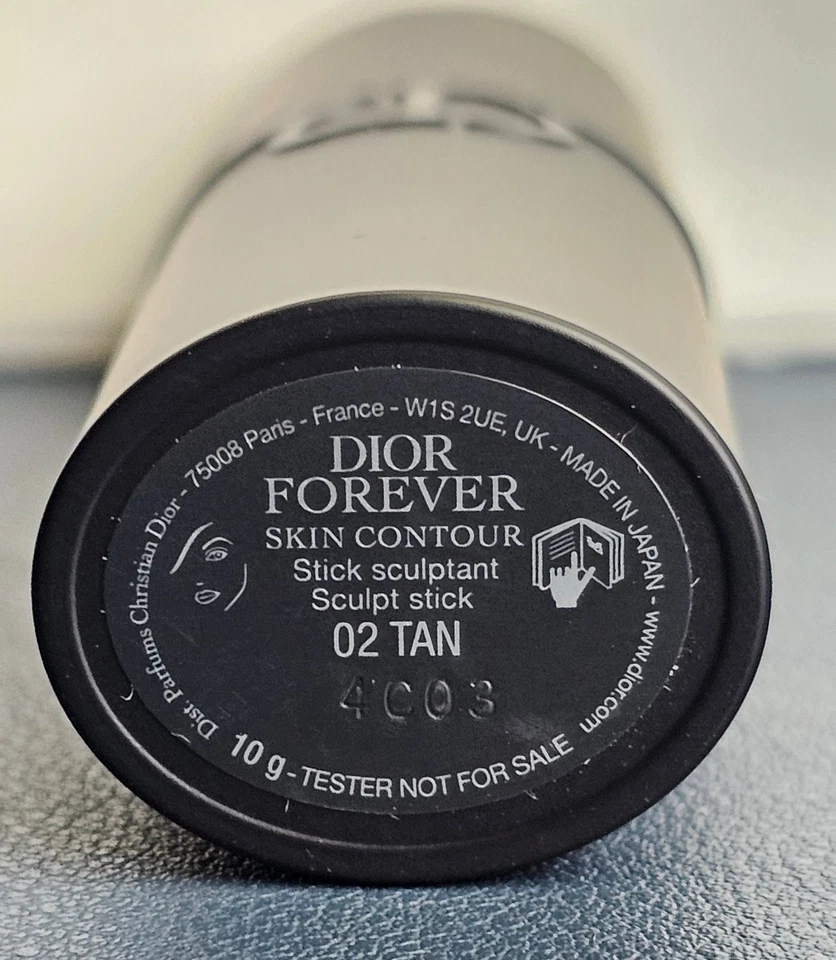 Dist. Parfums Christian Dior - 75008 Paris - France - W1S 2UE, UK - MADE IN JAPAN - www.dior.com
DIOR
FOREVER
SKIN CONTOUR
Stick sculptant
Sculpt stick
02 TAN
4C03
10 g - TESTER NOT FOR SALE